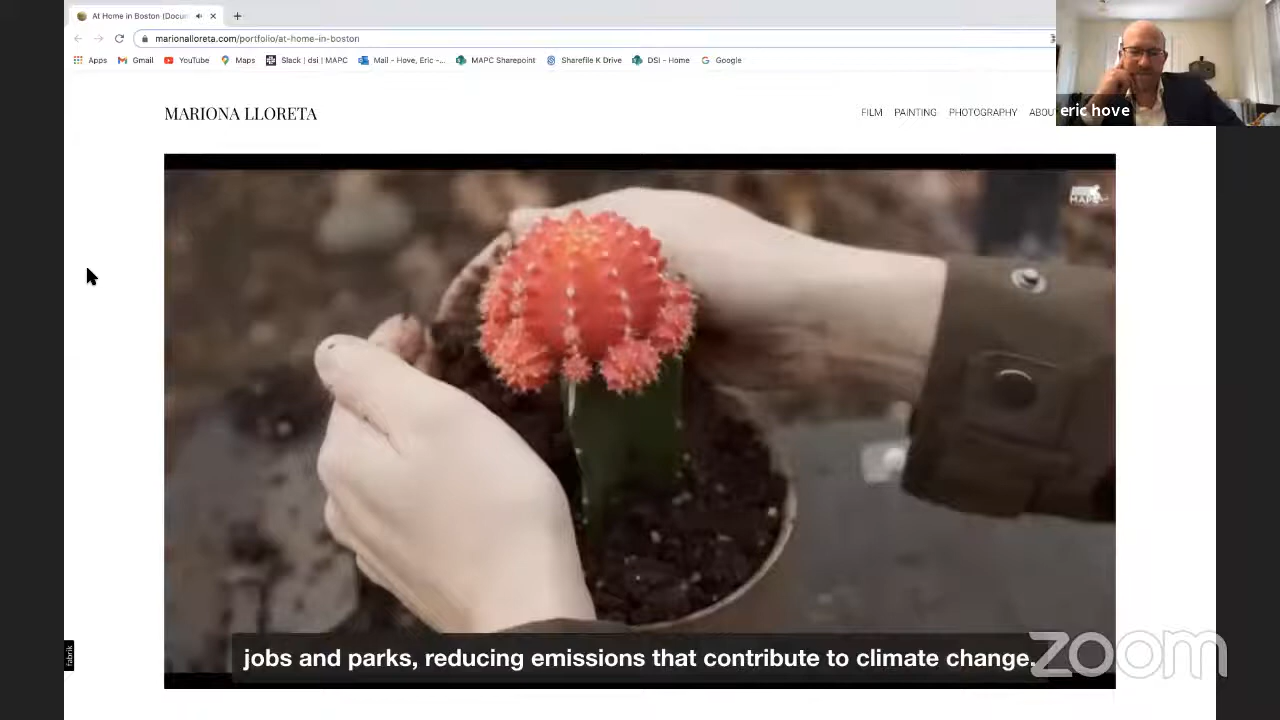 At Home in Boston (Docum
marionalloreta.com/portfolio/at-home-in-boston
Apps Gmail YouTube Maps Slack | dsi | MAPC Mail - Hove, Eric -... MAPC Sharepoint Sharefile K Drive DSI - Home Google
MARIONA LLORETA
FILM PAINTING PHOTOGRAPHY ABOU
eric hove
MAPC
fabrik
jobs and parks, reducing emissions that contribute to climate change.
zoom